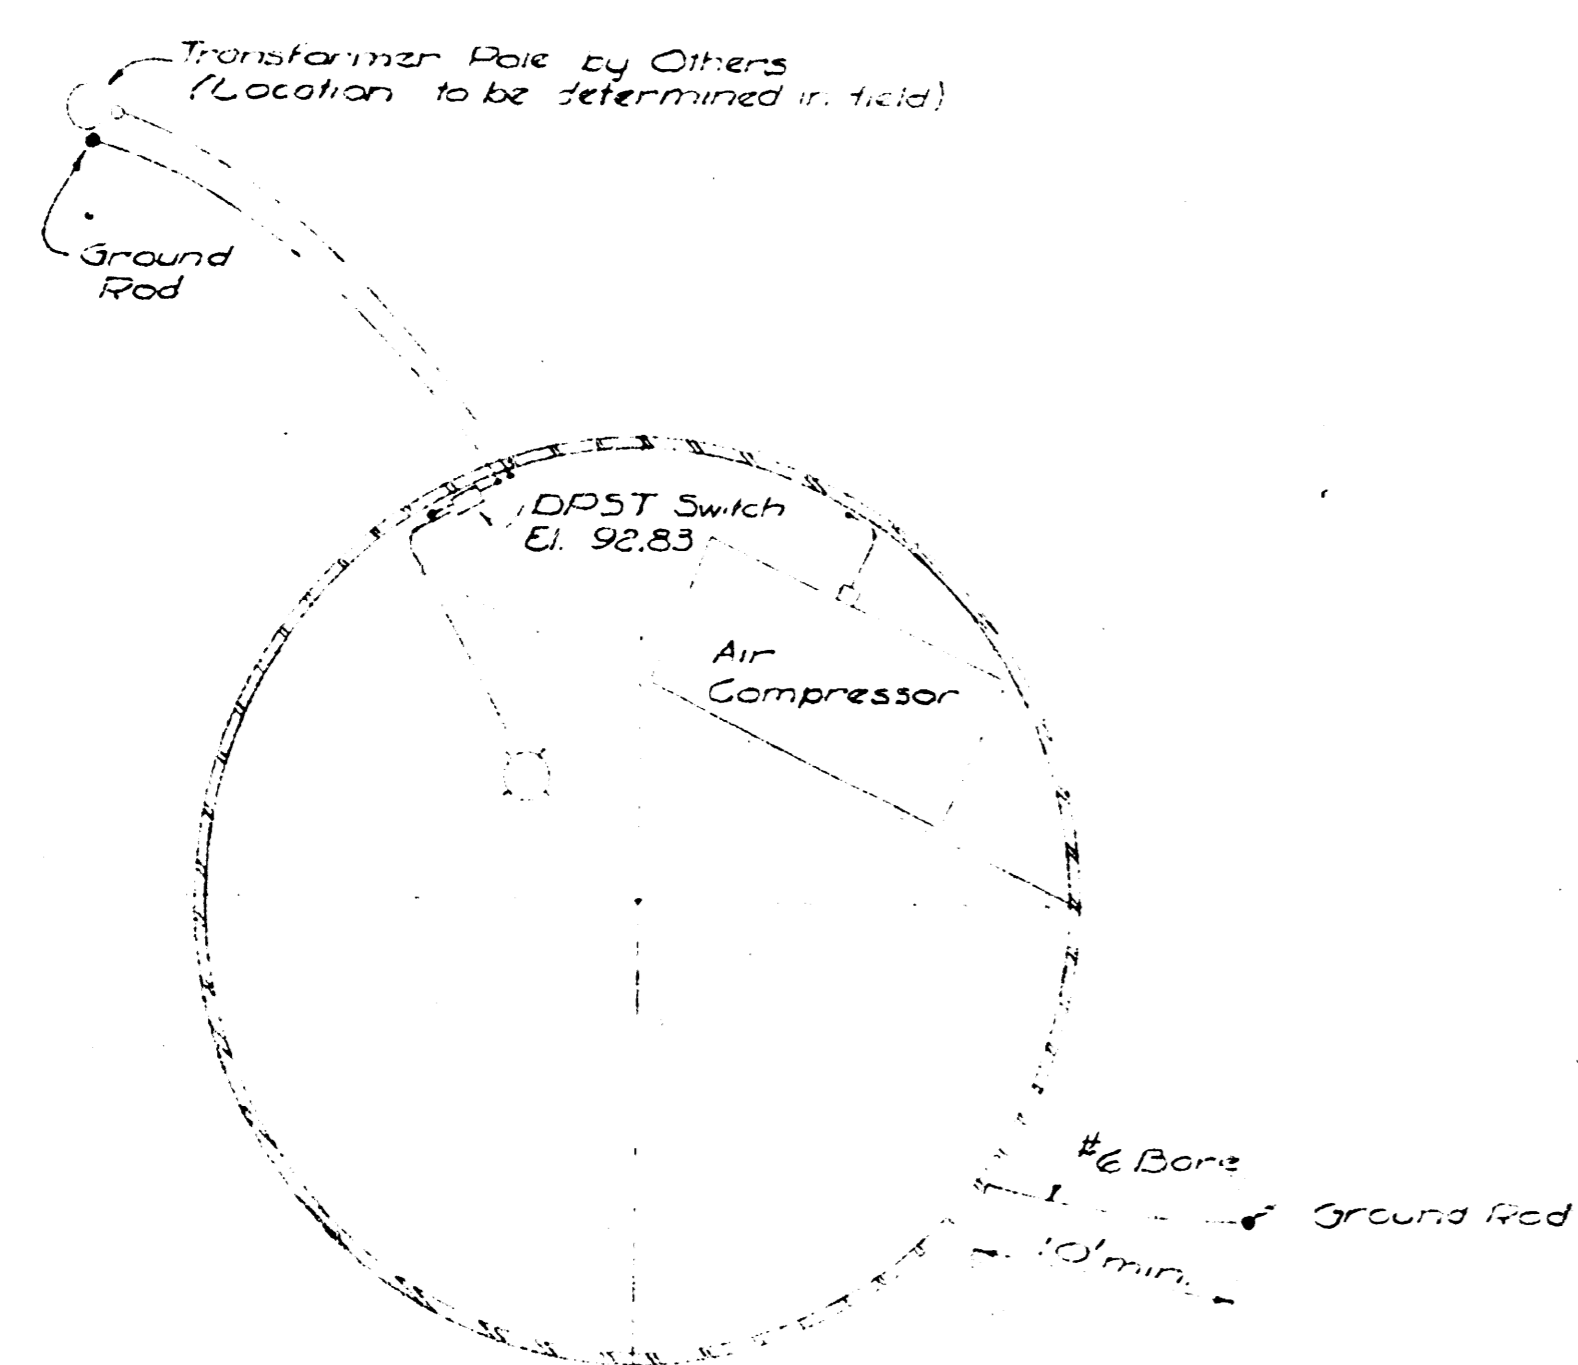 Transformer Pole by Others
(Location to be determined in field)
Ground
Rod
DPST Switch
El. 92.83
Air
Compressor
#6 Bare
Ground Rod
10' min.